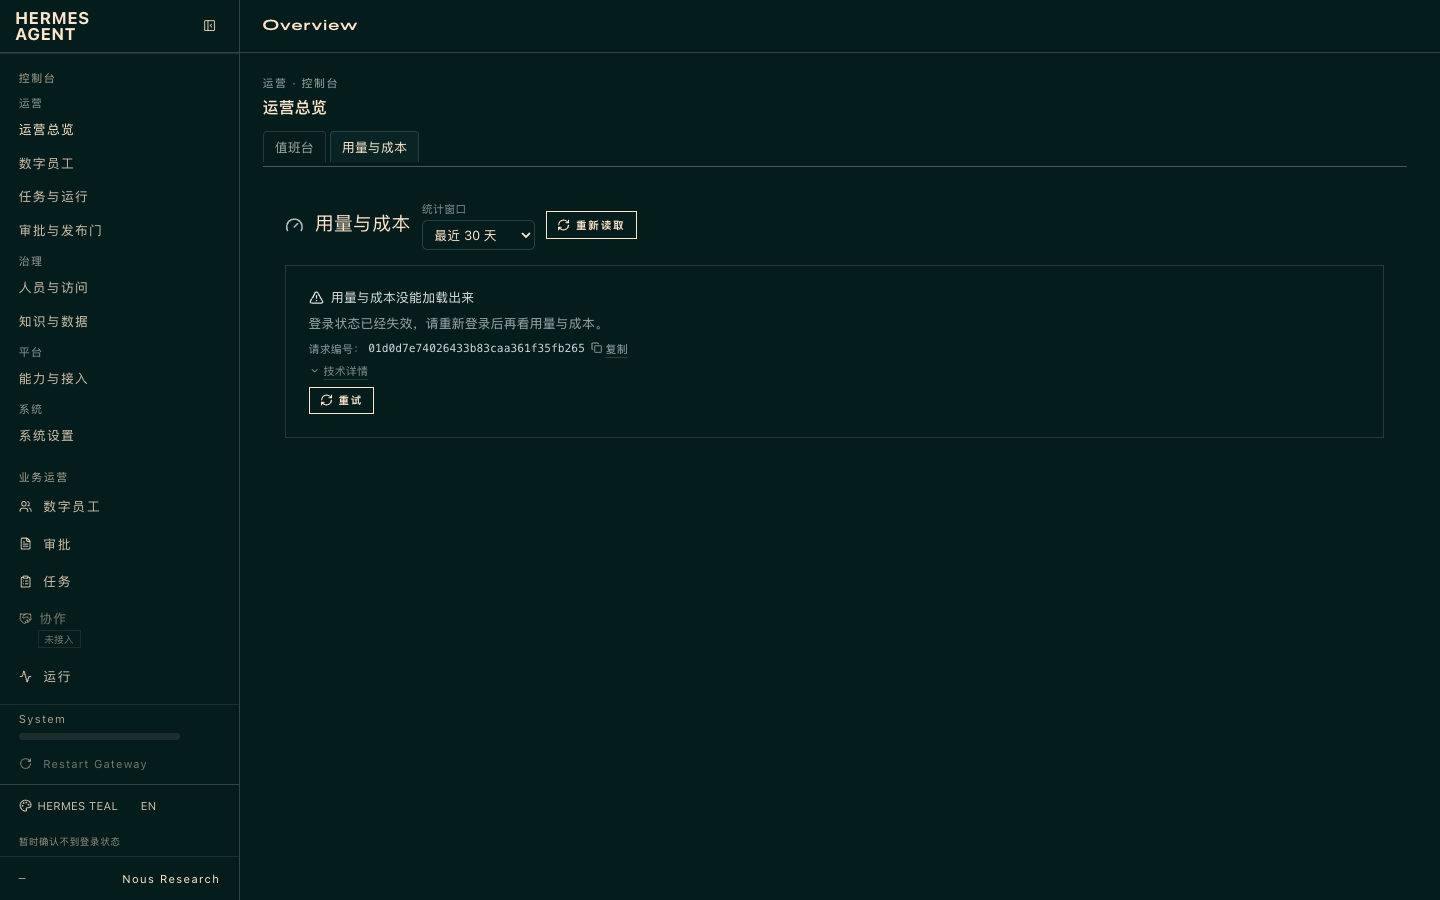 HERMES
AGENT
控制台
运营
运营总览
数字员工
任务与运行
审批与发布门
治理
人员与访问
知识与数据
平台
能力与接入
系统
系统设置
业务运营
数字员工
审批
任务
协作
未接入
运行
System
Restart Gateway
HERMES TEAL EN
暂时确认不到登录状态
— Nous Research
Overview
运营 · 控制台
运营总览
值班台 用量与成本
用量与成本
统计窗口
最近 30 天
重新读取
用量与成本没能加载出来
登录状态已经失效，请重新登录后再看用量与成本。
请求编号： 01d0d7e74026433b83caa361f35fb265 复制
技术详情
重试